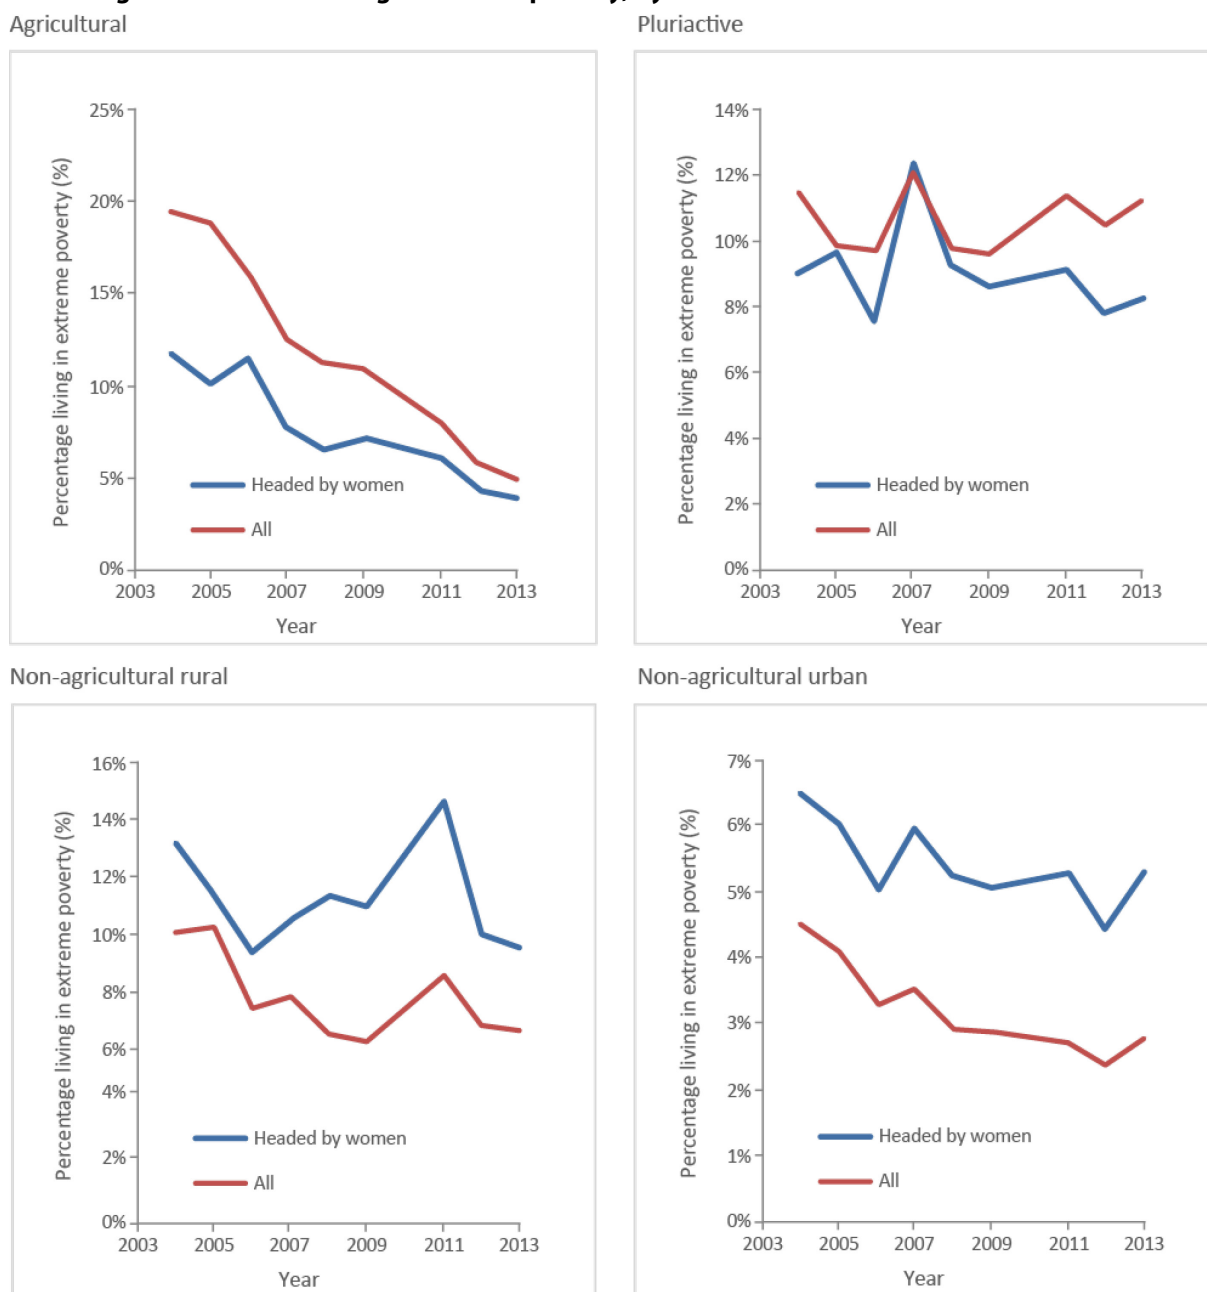 Agricultural
Percentage living in extreme poverty (%)
25%
20%
15%
10%
5%
0%
Headed by women
All
2003 2005 2007 2009 2011 2013
Year
Pluriactive
Percentage living in extreme poverty (%)
14%
12%
10%
8%
6%
4%
2%
0%
Headed by women
All
2003 2005 2007 2009 2011 2013
Year
Non-agricultural rural
Percentage living in extreme poverty (%)
16%
14%
12%
10%
8%
6%
4%
2%
0%
Headed by women
All
2003 2005 2007 2009 2011 2013
Year
Non-agricultural urban
Percentage living in extreme poverty (%)
7%
6%
5%
4%
3%
2%
1%
0%
Headed by women
All
2003 2005 2007 2009 2011 2013
Year